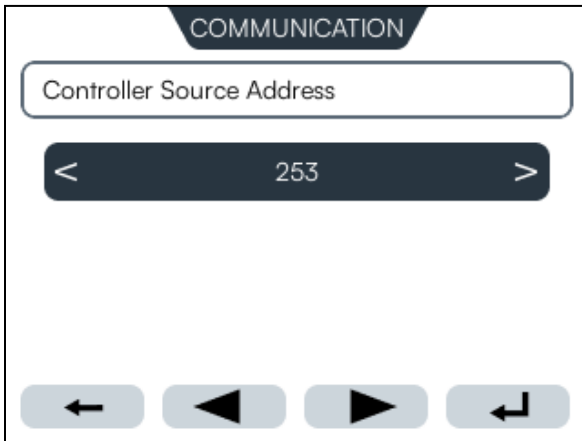 COMMUNICATION
Controller Source Address
< 253 >